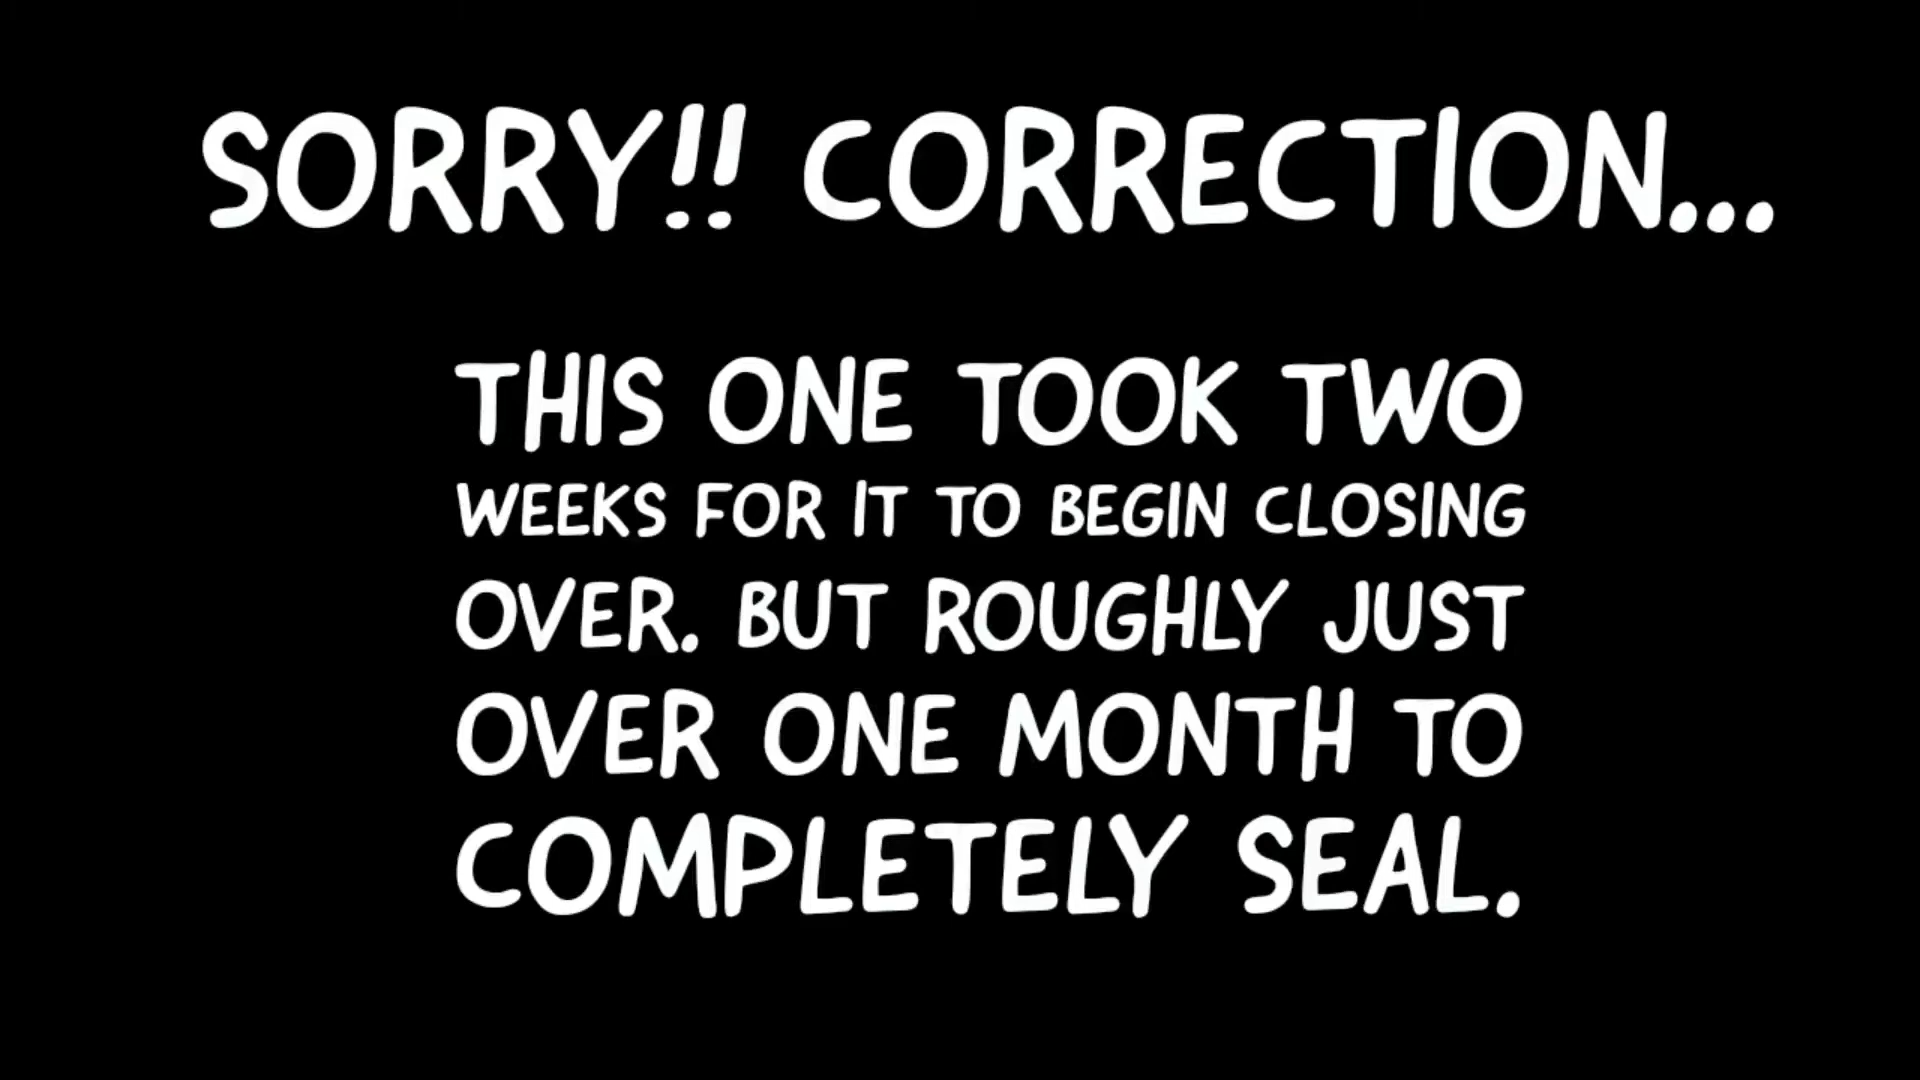 SORRY!! CORRECTION...
THIS ONE TOOK TWO
WEEKS FOR IT TO BEGIN CLOSING
OVER. BUT ROUGHLY JUST
OVER ONE MONTH TO
COMPLETELY SEAL.